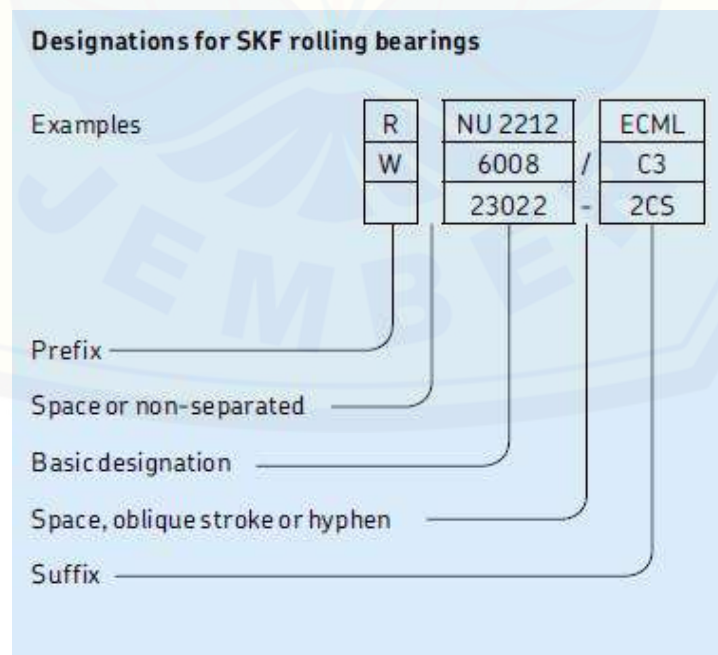 Designations for SKF rolling bearings
Examples R NU 2212 ECML
W 6008 / C3
23022 - 2CS
Prefix
Space or non-separated
Basic designation
Space, oblique stroke or hyphen
Suffix
JEMBER